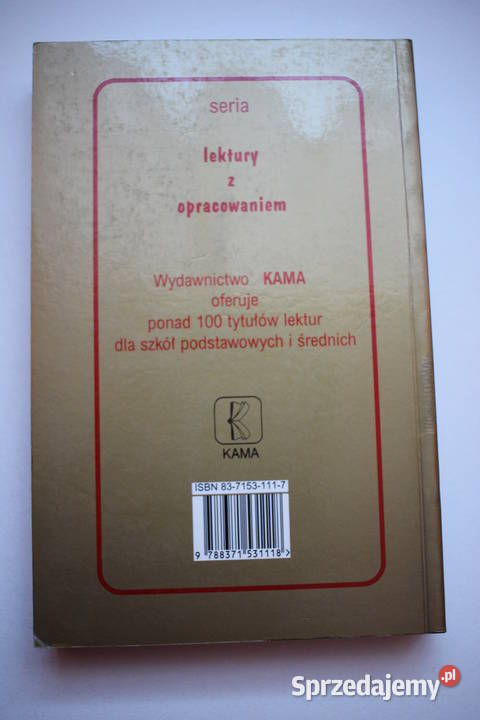 seria
lektury
z
opracowaniem
Wydawnictwo KAMA
oferuje
ponad 100 tytułów lektur
dla szkół podstawowych i średnich
KAMA
ISBN 83-7153-111-7
9 788371 531118 >
Sprzedajemy.pl